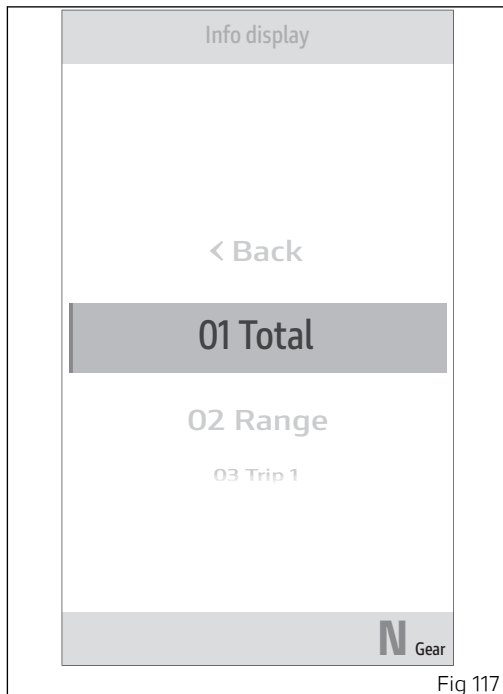 Info display
< Back
01 Total
02 Range
03 Trip 1
N Gear
Fig 117